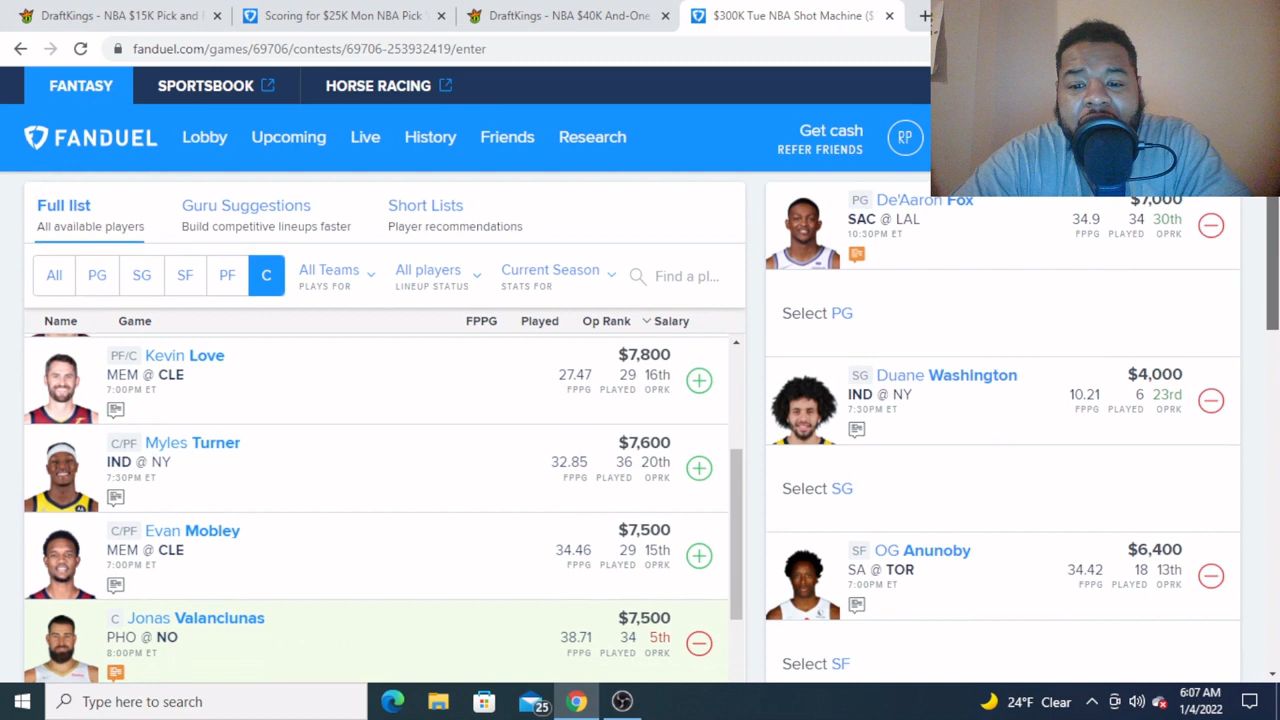 DraftKings - NBA $15K Pick and
Scoring for $25K Mon NBA Pick '
DraftKings - NBA $40K And-One
$300K Tue NBA Shot Machine ($
fanduel.com/games/69706/contests/69706-253932419/enter
FANTASY
SPORTSBOOK
HORSE RACING
FANDUEL
Lobby
Upcoming
Live
History
Friends
Research
Get cash
REFER FRIENDS
RP
Full list
All available players
Guru Suggestions
Build competitive lineups faster
Short Lists
Player recommendations
All
PG
SG
SF
PF
C
All Teams
PLAYS FOR
All players
LINEUP STATUS
Current Season
STATS FOR
Find a pl...
Name
Game
FPPG
Played
Op Rank
Salary
PF/C Kevin Love
$7,800
MEM @ CLE
27.47 29 16th
7:00PM ET
FPPG PLAYED OPRK
C/PF Myles Turner
$7,600
IND @ NY
32.85 36 20th
7:30PM ET
FPPG PLAYED OPRK
C/PF Evan Mobley
$7,500
MEM @ CLE
34.46 29 15th
7:00PM ET
FPPG PLAYED OPRK
C Jonas Valanciunas
$7,500
PHO @ NO
38.71 34 5th
8:00PM ET
FPPG PLAYED OPRK
PG De'Aaron Fox
$7,000
SAC @ LAL
34.9 34 30th
10:30PM ET
FPPG PLAYED OPRK
Select PG
SG Duane Washington
$4,000
IND @ NY
10.21 6 23rd
7:30PM ET
FPPG PLAYED OPRK
Select SG
SF OG Anunoby
$6,400
SA @ TOR
34.42 18 13th
7:00PM ET
FPPG PLAYED OPRK
Select SF
Type here to search
25
24°F Clear
6:07 AM
1/4/2022